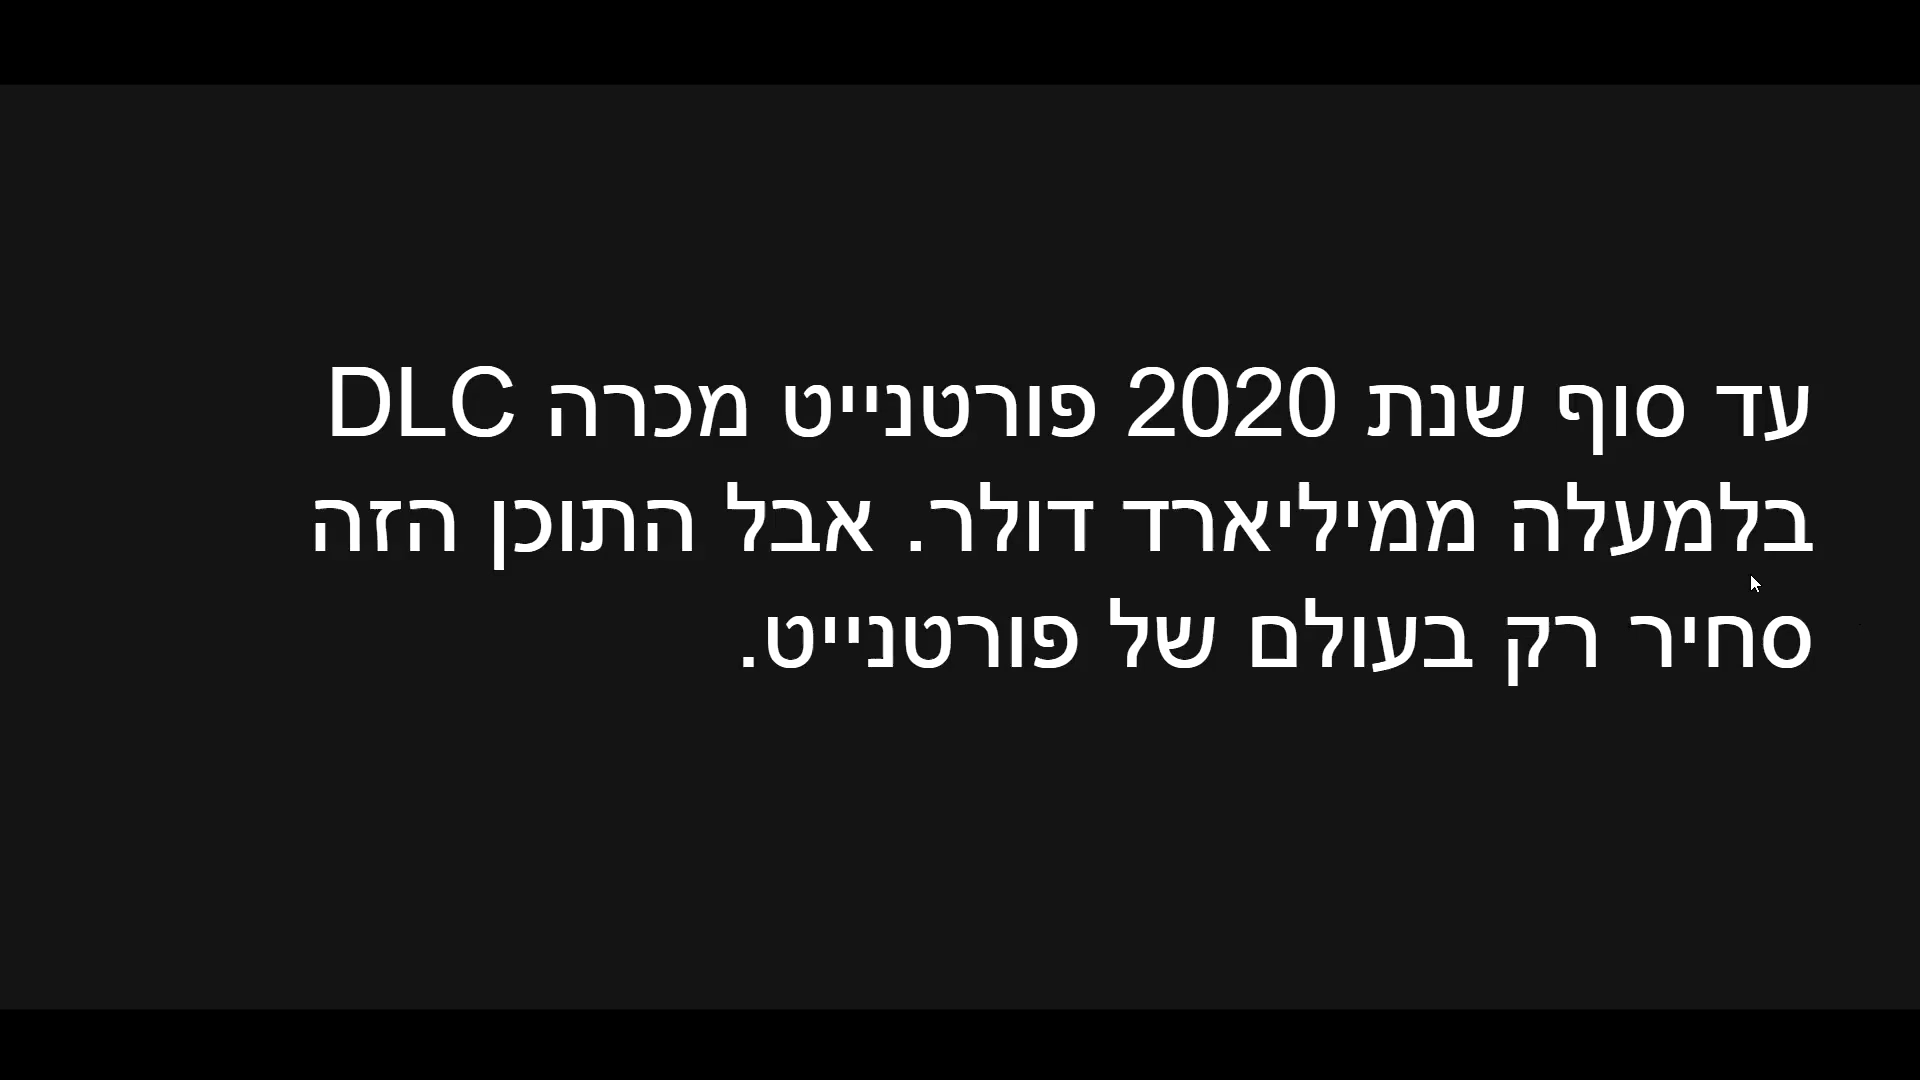 עד סוף שנת 2020 פורטנייט מכרה DLC
בלמעלה ממיליארד דולר. אבל התוכן הזה
סחיר רק בעולם של פורטנייט.